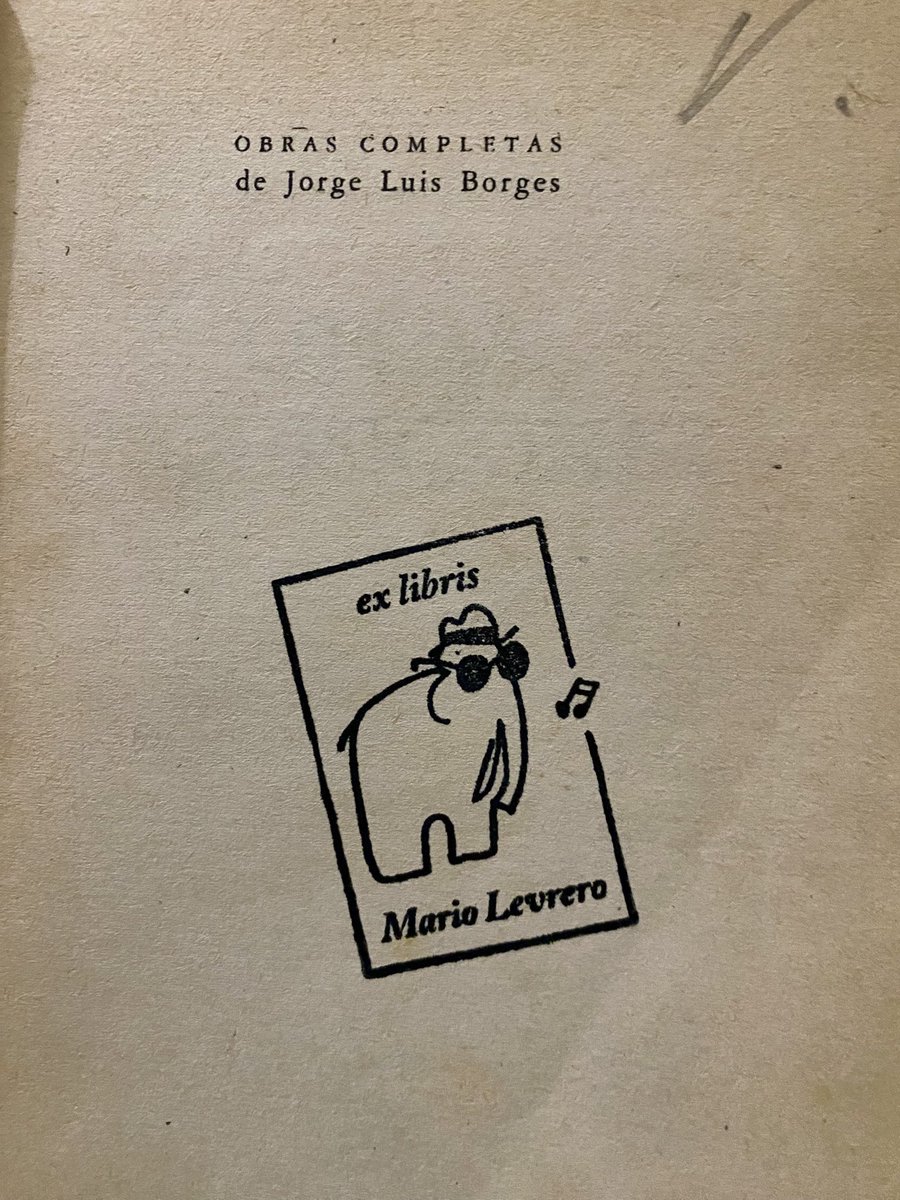 OBRAS COMPLETAS
de Jorge Luis Borges
ex libris
Mario Levrero